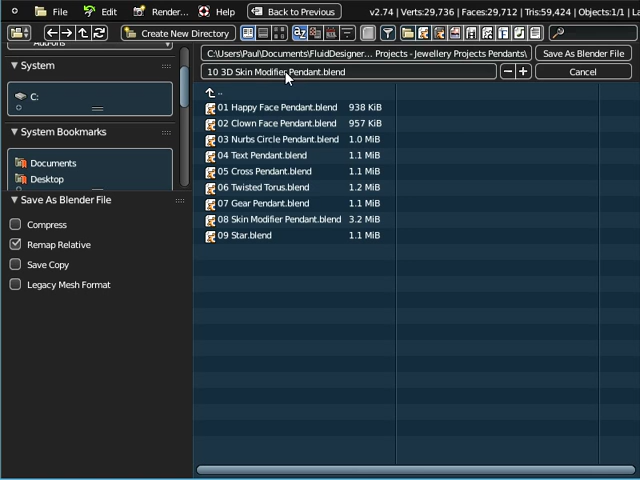 File Edit Render... Help Back to Previous v2.74 | Verts:29,736 | Faces:29,712 | Tris:59,424 | Objects:1/1 | La
Create New Directory
Add-ons
C:\Users\Paul\Documents\FluidDesigner... Projects - Jewellery Projects Pendants\ Save As Blender File
System
10 3D Skin Modifier Pendant.blend Cancel
..
C:
01 Happy Face Pendant.blend 938 KiB
02 Clown Face Pendant.blend 957 KiB
System Bookmarks
03 Nurbs Circle Pendant.blend 1.0 MiB
04 Text Pendant.blend 1.1 MiB
Documents
05 Cross Pendant.blend 1.1 MiB
Desktop
06 Twisted Torus.blend 1.2 MiB
Save As Blender File
07 Gear Pendant.blend 1.1 MiB
Compress
08 Skin Modifier Pendant.blend 3.2 MiB
09 Star.blend 1.1 MiB
Remap Relative
Save Copy
Legacy Mesh Format